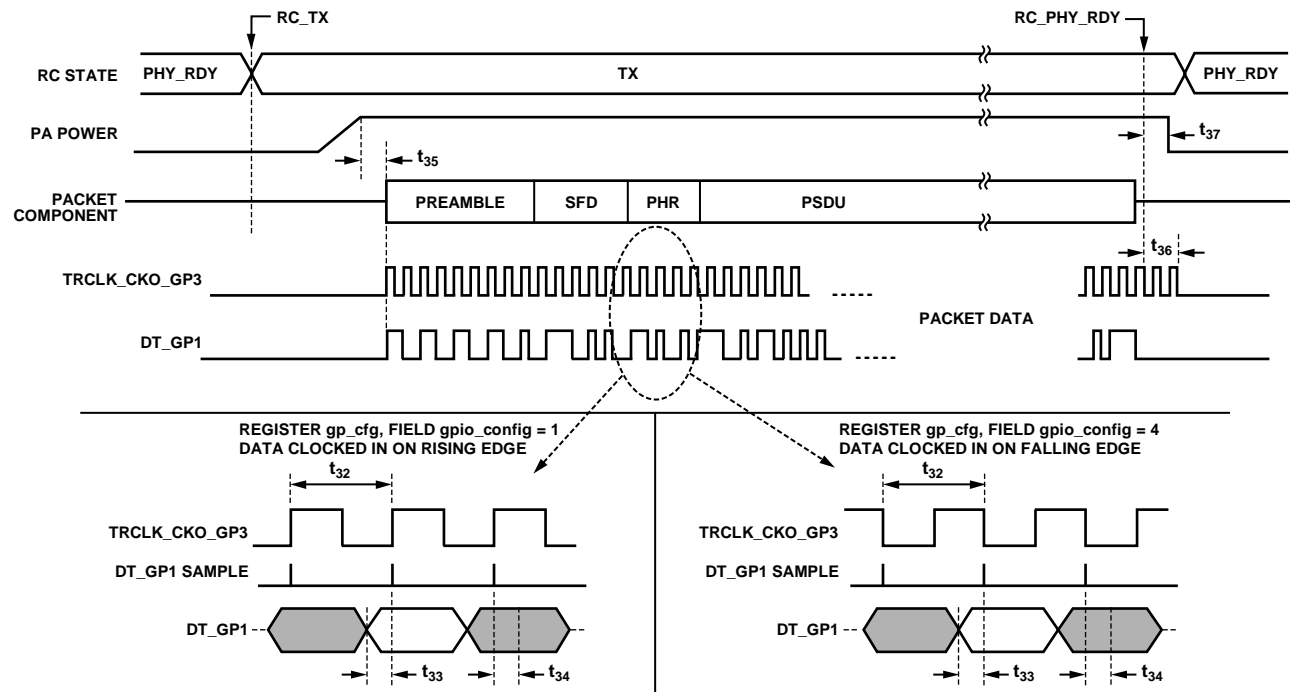 RC_TX
RC_PHY_RDY
RC STATE
PHY_RDY
TX
PHY_RDY
PA POWER
t37
t35
PACKET
COMPONENT
PREAMBLE
SFD
PHR
PSDU
t36
TRCLK_CKO_GP3
PACKET DATA
DT_GP1
REGISTER gp_cfg, FIELD gpio_config = 1
DATA CLOCKED IN ON RISING EDGE
t32
TRCLK_CKO_GP3
DT_GP1 SAMPLE
DT_GP1
t33
t34
REGISTER gp_cfg, FIELD gpio_config = 4
DATA CLOCKED IN ON FALLING EDGE
t32
TRCLK_CKO_GP3
DT_GP1 SAMPLE
DT_GP1
t33
t34